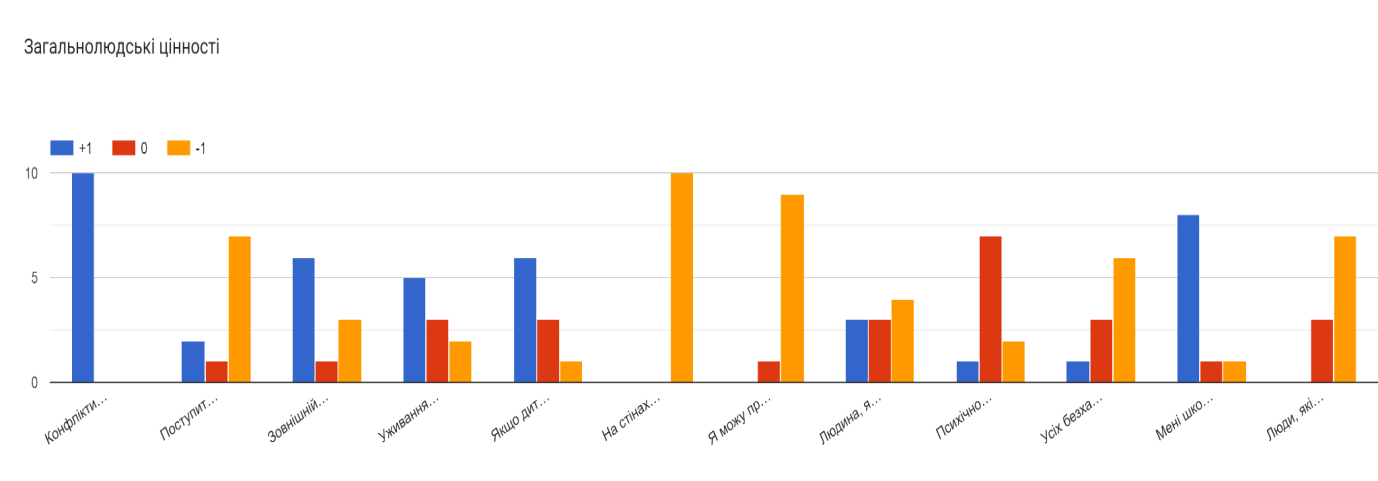 Загальнолюдські цінності
+1 0 -1
10
5
0
Конфлікти…
Поступит…
Зовнішній…
Уживання…
Якщо дит…
На стінах…
Я можу пр…
Людина, я…
Психічно…
Усіх безха…
Мені шко…
Люди, які…